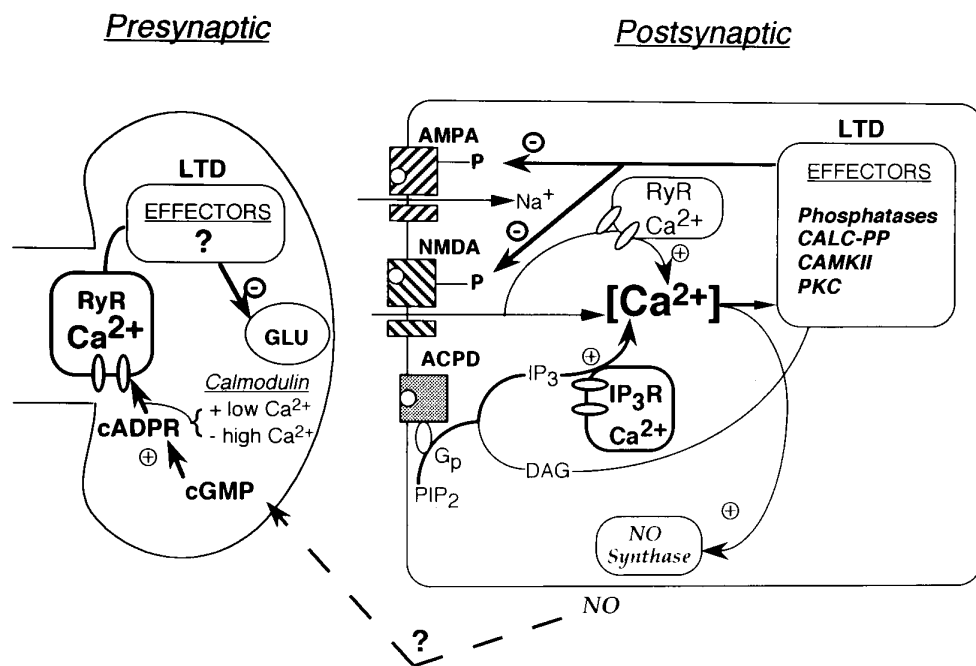 Presynaptic
Postsynaptic
LTD
EFFECTORS
?
⊖
GLU
RyR
Ca²⁺
Calmodulin
+ low Ca²⁺
- high Ca²⁺
cADPR
⊕
cGMP
AMPA
P
⊖
Na⁺
NMDA
P
⊖
RyR
Ca²⁺
⊕
[Ca²⁺]
LTD
EFFECTORS
Phosphatases
CALC-PP
CAMKII
PKC
ACPD
Gₚ
PIP₂
IP₃
⊕
IP₃R
Ca²⁺
DAG
⊕
NO
Synthase
NO
?